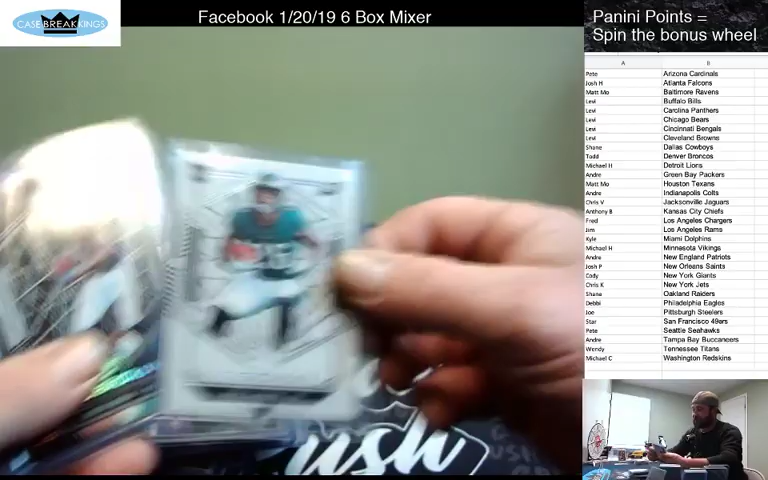 CASE BREAK KINGS
Facebook 1/20/19 6 Box Mixer
Panini Points =
Spin the bonus wheel
A B
Pete Arizona Cardinals
Josh H Atlanta Falcons
Matt Mo Baltimore Ravens
Levi Buffalo Bills
Levi Carolina Panthers
Levi Chicago Bears
Levi Cincinnati Bengals
Levi Cleveland Browns
Shane Dallas Cowboys
Todd Denver Broncos
Michael H Detroit Lions
Andre Green Bay Packers
Matt Mo Houston Texans
Andre Indianapolis Colts
Chris V Jacksonville Jaguars
Anthony B Kansas City Chiefs
Fred Los Angeles Chargers
Jim Los Angeles Rams
Kyle Miami Dolphins
Michael H Minnesota Vikings
Andre New England Patriots
Josh P New Orleans Saints
Cody New York Giants
Chris K New York Jets
Shane Oakland Raiders
Debbi Philadelphia Eagles
Joe Pittsburgh Steelers
Star San Francisco 49ers
Pete Seattle Seahawks
Andre Tampa Bay Buccaneers
Wendy Tennessee Titans
Michael C Washington Redskins
ush